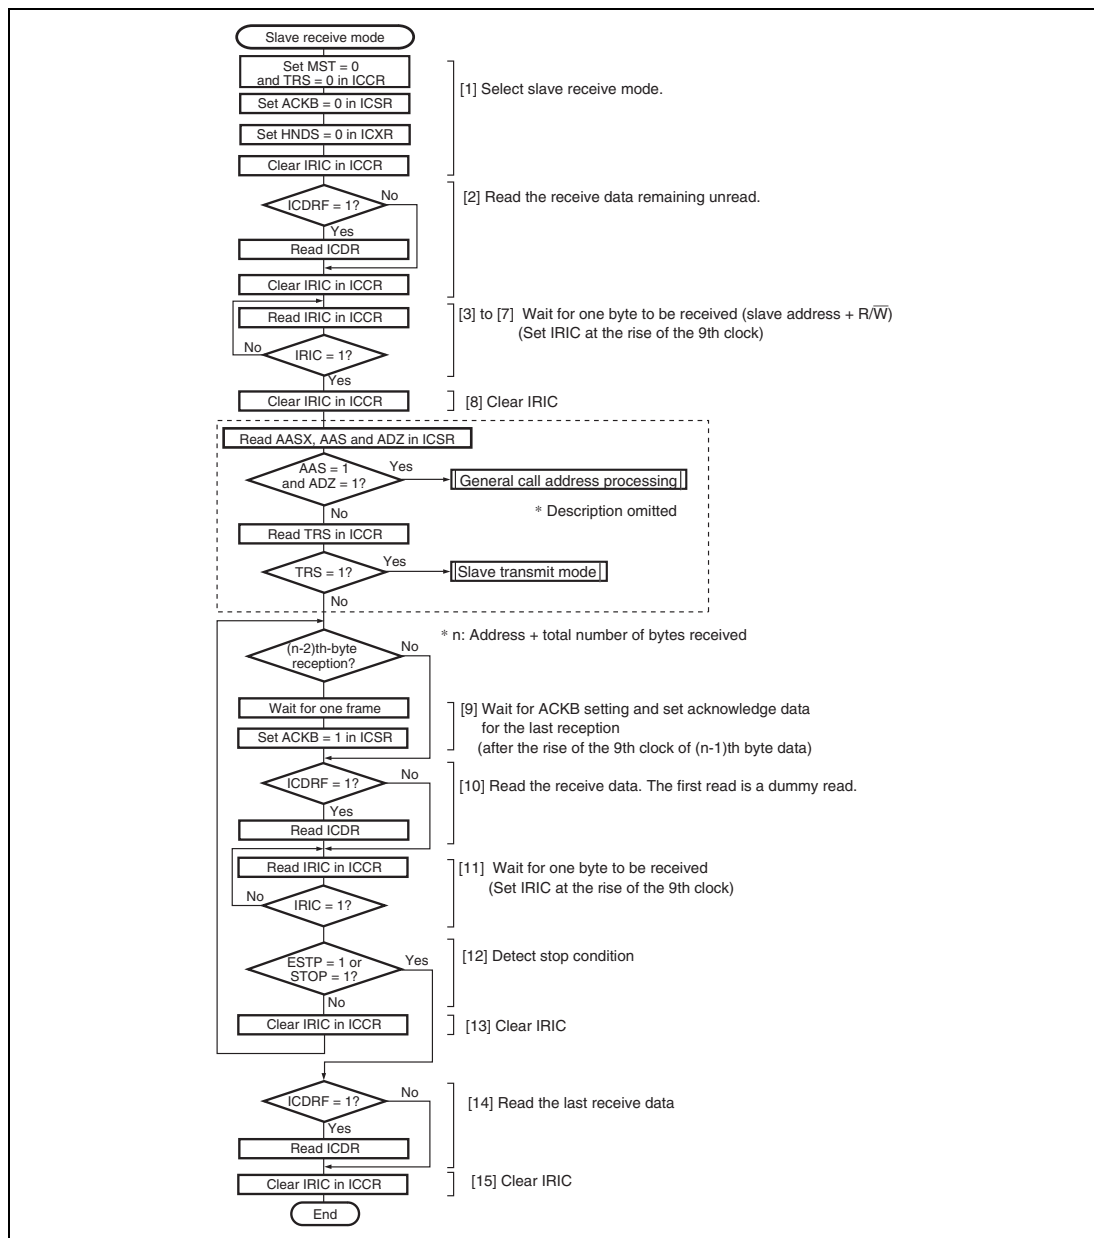 Slave receive mode
Set MST = 0
and TRS = 0 in ICCR
[1] Select slave receive mode.
Set ACKB = 0 in ICSR
Set HNDS = 0 in ICXR
Clear IRIC in ICCR
ICDRF = 1?
No
[2] Read the receive data remaining unread.
Yes
Read ICDR
Clear IRIC in ICCR
Read IRIC in ICCR
[3] to [7] Wait for one byte to be received (slave address + R/W̅)
(Set IRIC at the rise of the 9th clock)
No
IRIC = 1?
Yes
Clear IRIC in ICCR
[8] Clear IRIC
Read AASX, AAS and ADZ in ICSR
AAS = 1
and ADZ = 1?
Yes
General call address processing
No
* Description omitted
Read TRS in ICCR
TRS = 1?
Yes
Slave transmit mode
No
* n: Address + total number of bytes received
(n-2)th-byte
reception?
No
Wait for one frame
[9] Wait for ACKB setting and set acknowledge data
for the last reception
(after the rise of the 9th clock of (n-1)th byte data)
Set ACKB = 1 in ICSR
ICDRF = 1?
No
[10] Read the receive data. The first read is a dummy read.
Yes
Read ICDR
Read IRIC in ICCR
[11] Wait for one byte to be received
(Set IRIC at the rise of the 9th clock)
No
IRIC = 1?
ESTP = 1 or
STOP = 1?
Yes
[12] Detect stop condition
No
Clear IRIC in ICCR
[13] Clear IRIC
ICDRF = 1?
No
[14] Read the last receive data
Yes
Read ICDR
Clear IRIC in ICCR
[15] Clear IRIC
End